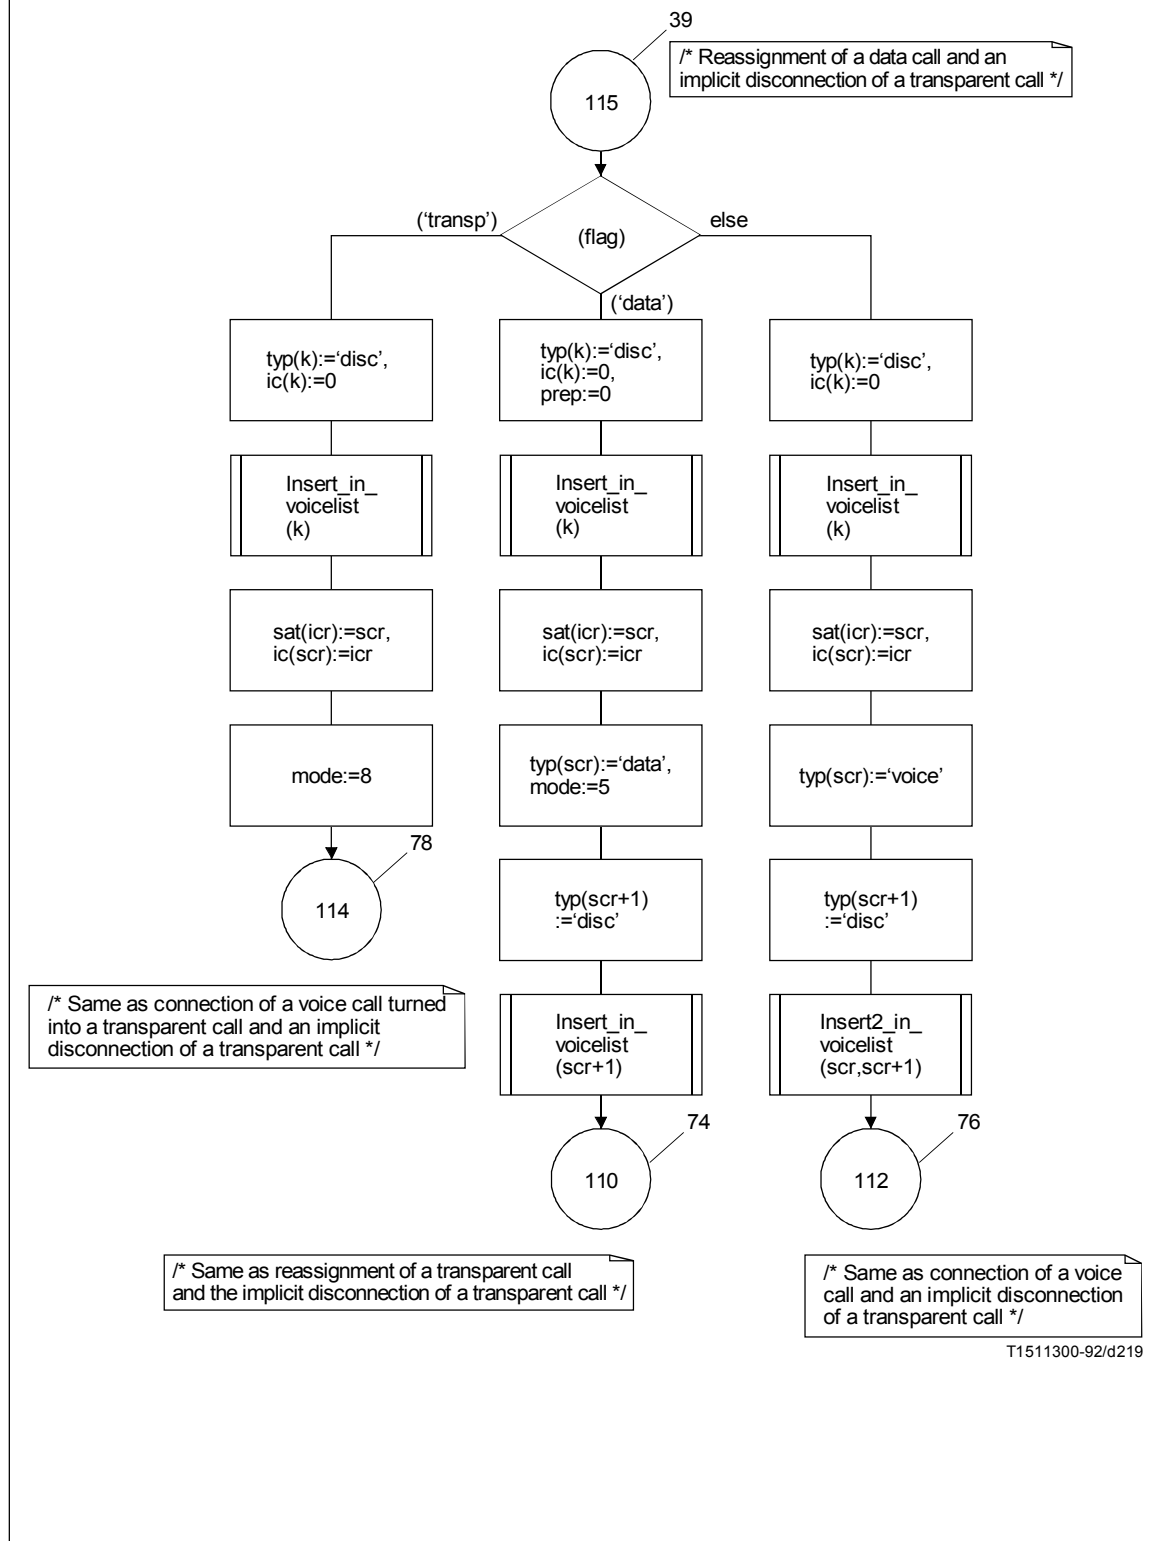 39
/* Reassignment of a data call and an
implicit disconnection of a transparent call */
115
(‘transp’)
(flag)
else
(‘data’)
typ(k):=‘disc’,
ic(k):=0
typ(k):=‘disc’,
ic(k):=0,
prep:=0
typ(k):=‘disc’,
ic(k):=0
Insert_in_
voicelist
(k)
Insert_in_
voicelist
(k)
Insert_in_
voicelist
(k)
sat(icr):=scr,
ic(scr):=icr
sat(icr):=scr,
ic(scr):=icr
sat(icr):=scr,
ic(scr):=icr
mode:=8
typ(scr):=‘data’,
mode:=5
typ(scr):=‘voice’
78
114
typ(scr+1)
:=‘disc’
typ(scr+1)
:=‘disc’
/* Same as connection of a voice call turned
into a transparent call and an implicit
disconnection of a transparent call */
Insert_in_
voicelist
(scr+1)
Insert2_in_
voicelist
(scr,scr+1)
74
110
76
112
/* Same as reassignment of a transparent call
and the implicit disconnection of a transparent call */
/* Same as connection of a voice
call and an implicit disconnection
of a transparent call */
T1511300-92/d219